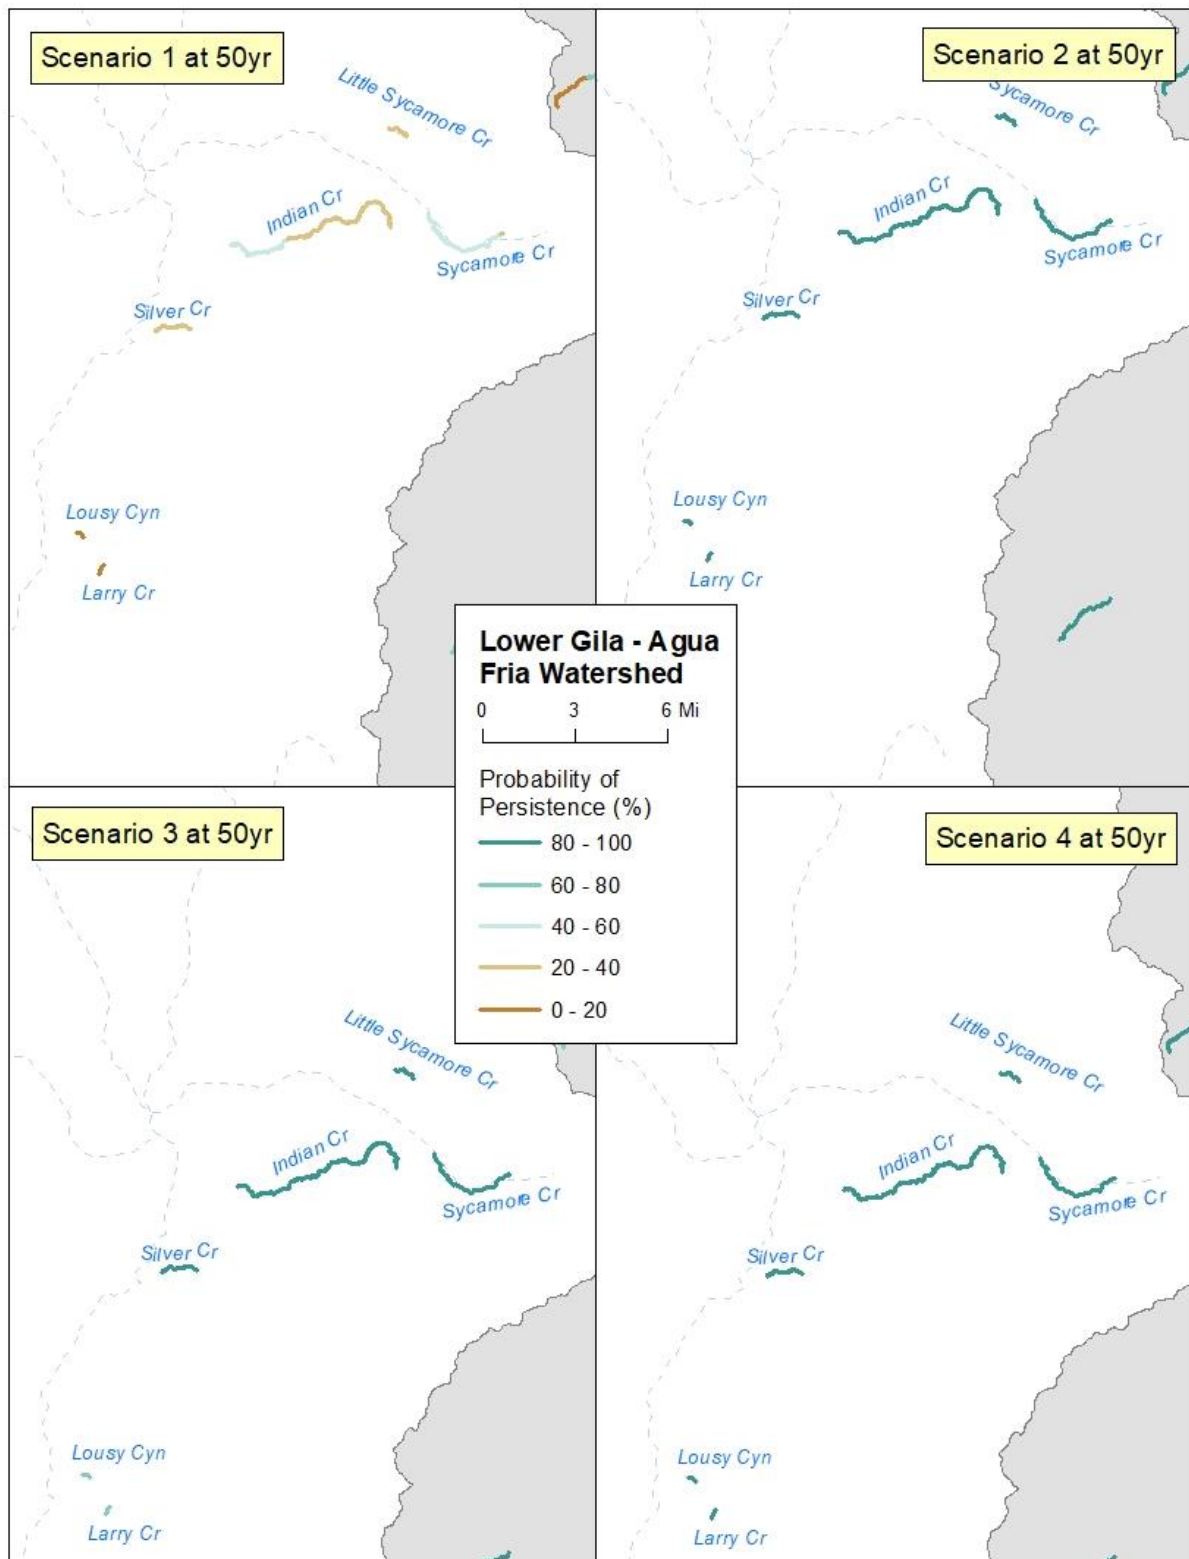 Scenario 1 at 50yr
Little Sycamore Cr
Indian Cr
Sycamore Cr
Silver Cr
Lousy Cyn
Larry Cr
Scenario 2 at 50yr
Sycamore Cr
Indian Cr
Sycamore Cr
Silver Cr
Lousy Cyn
Larry Cr
Lower Gila - Agua
Fria Watershed
0 3 6 Mi
Probability of
Persistence (%)
80 - 100
60 - 80
40 - 60
20 - 40
0 - 20
Scenario 3 at 50yr
Little Sycamore Cr
Indian Cr
Sycamore Cr
Silver Cr
Lousy Cyn
Larry Cr
Scenario 4 at 50yr
Little Sycamore Cr
Indian Cr
Sycamore Cr
Silver Cr
Lousy Cyn
Larry Cr